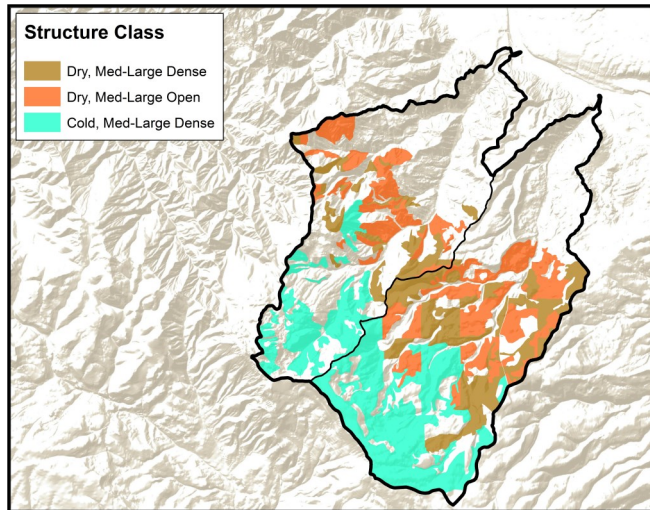 Structure Class
Dry, Med-Large Dense
Dry, Med-Large Open
Cold, Med-Large Dense